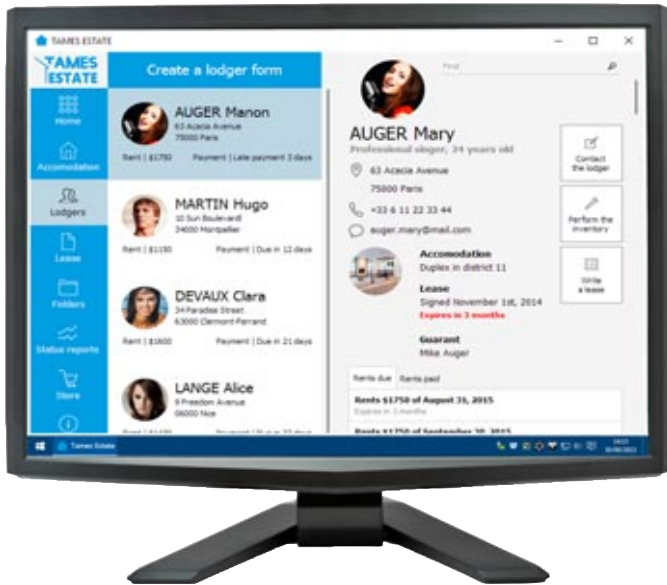 TAMES ESTATE
TAMES
ESTATE
Home
Accomodation
Lodgers
Lease
Folders
Status reports
Store
Create a lodger form
AUGER Manon
63 Acacia Avenue
75000 Paris
Rent | $1750 Payment | Late payment 3 days
MARTIN Hugo
10 Sun Boulevard
34000 Montpellier
Rent | $1150 Payment | Due in 12 days
DEVAUX Clara
34 Paradise Street
63000 Clermont-Ferrand
Rent | $1600 Payment | Due in 21 days
LANGE Alice
9 Freedom Avenue
06000 Nice
Find
AUGER Mary
Professional singer, 24 years old
63 Acacia Avenue
75000 Paris
+33 6 11 22 33 44
auger.mary@mail.com
Contact
the lodger
Perform the
inventory
Write
a lease
Accomodation
Duplex in district 11
Lease
Signed November 1st, 2014
Expires in 3 months
Guarant
Mike Auger
Rents due Rents paid
Rents $1750 of August 31, 2015
Expires in 3 months
Rents $1750 of September 30, 2015
Tames Estate